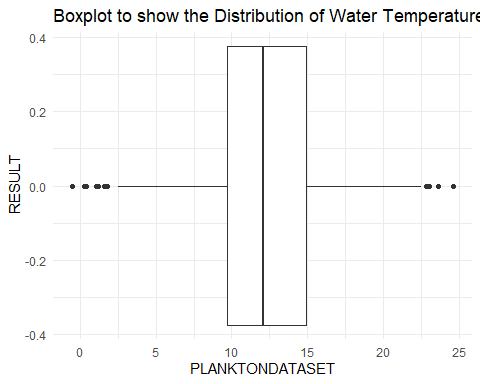 Boxplot to show the Distribution of Water Temperature
0.4
0.2
0.0
-0.2
-0.4
RESULT
0 5 10 15 20 25
PLANKTONDATASET